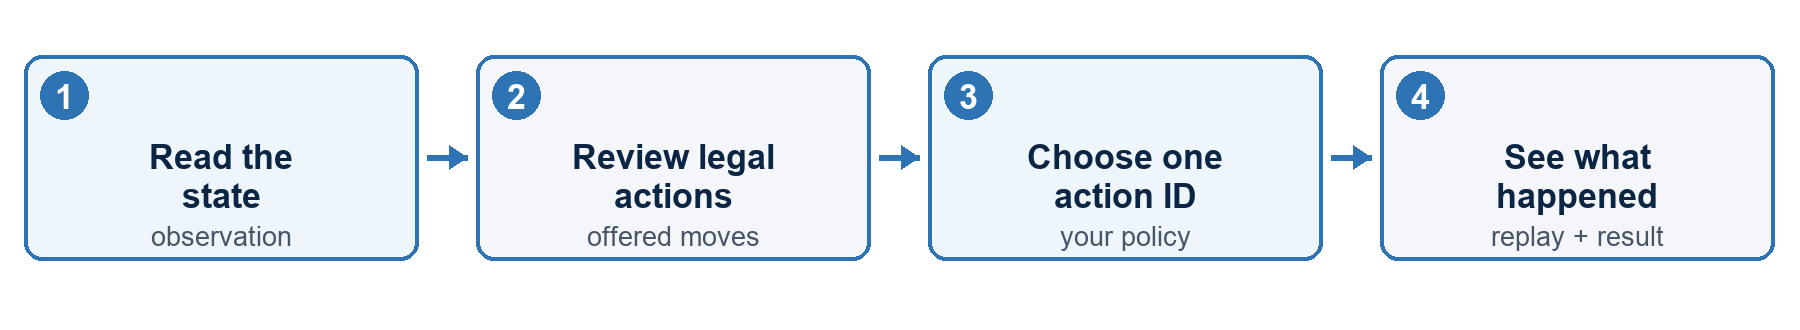 1
Read the
state
observation
2
Review legal
actions
offered moves
3
Choose one
action ID
your policy
4
See what
happened
replay + result